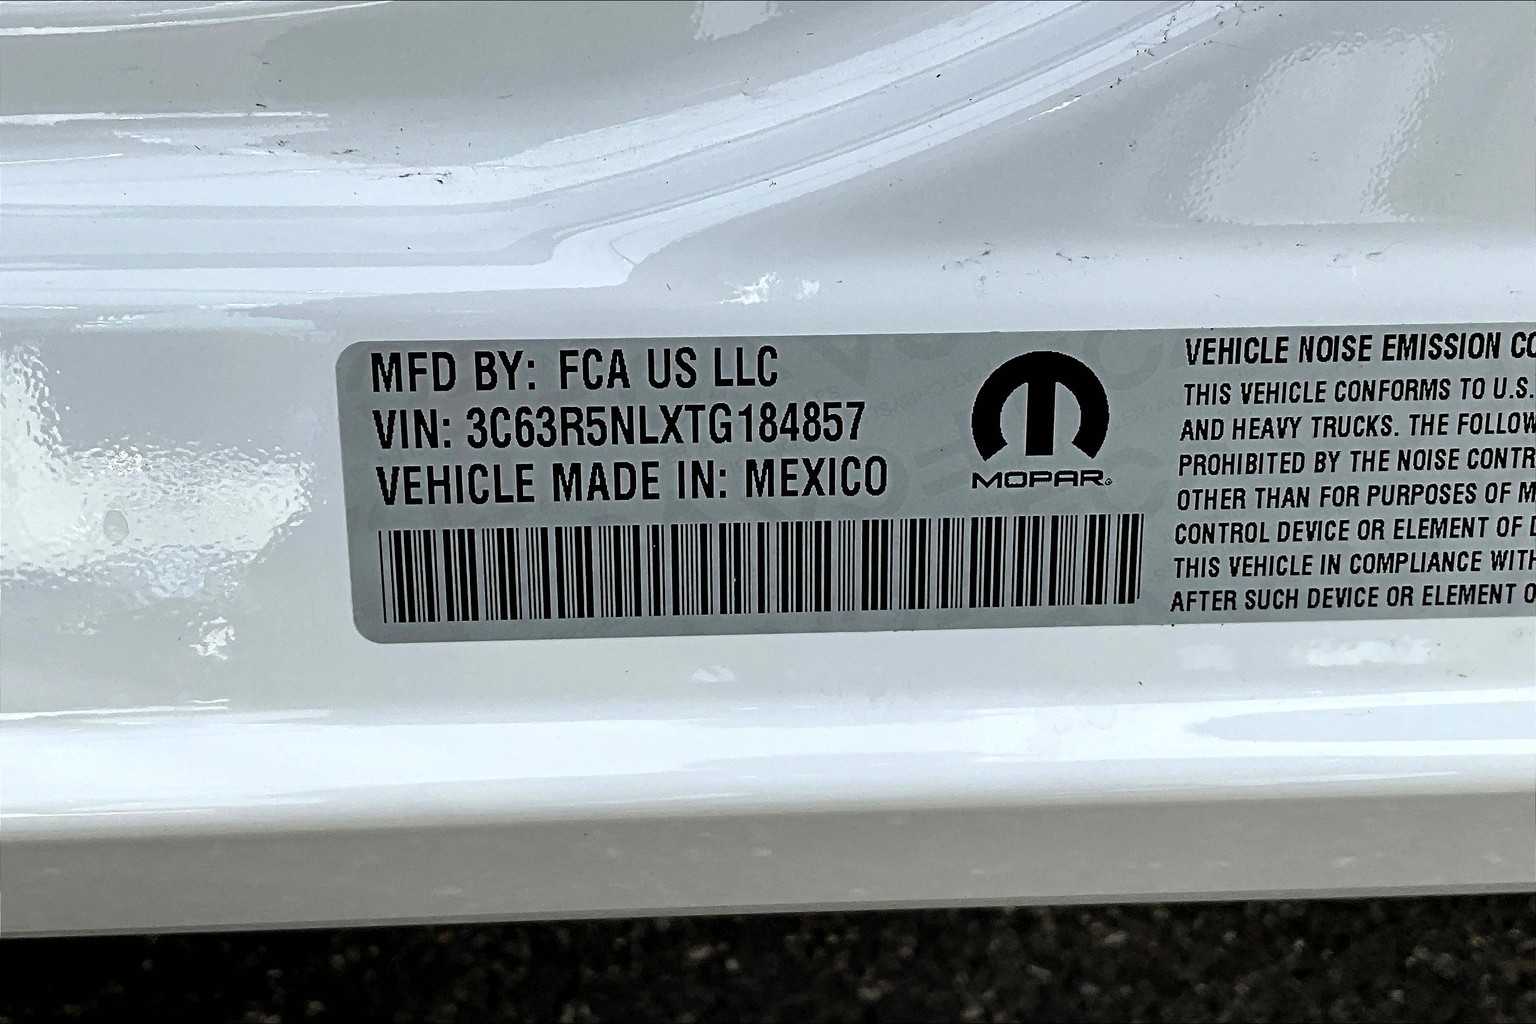 MFD BY: FCA US LLC
VIN: 3C63R5NLXTG184857
VEHICLE MADE IN: MEXICO
MOPAR®
VEHICLE NOISE EMISSION
THIS VEHICLE CONFORMS TO U.S.
AND HEAVY TRUCKS. THE
PROHIBITED BY THE NOISE
OTHER THAN FOR PURPOSES OF
CONTROL DEVICE OR ELEMENT OF
THIS VEHICLE IN COMPLIANCE
AFTER SUCH DEVICE OR ELEMENT